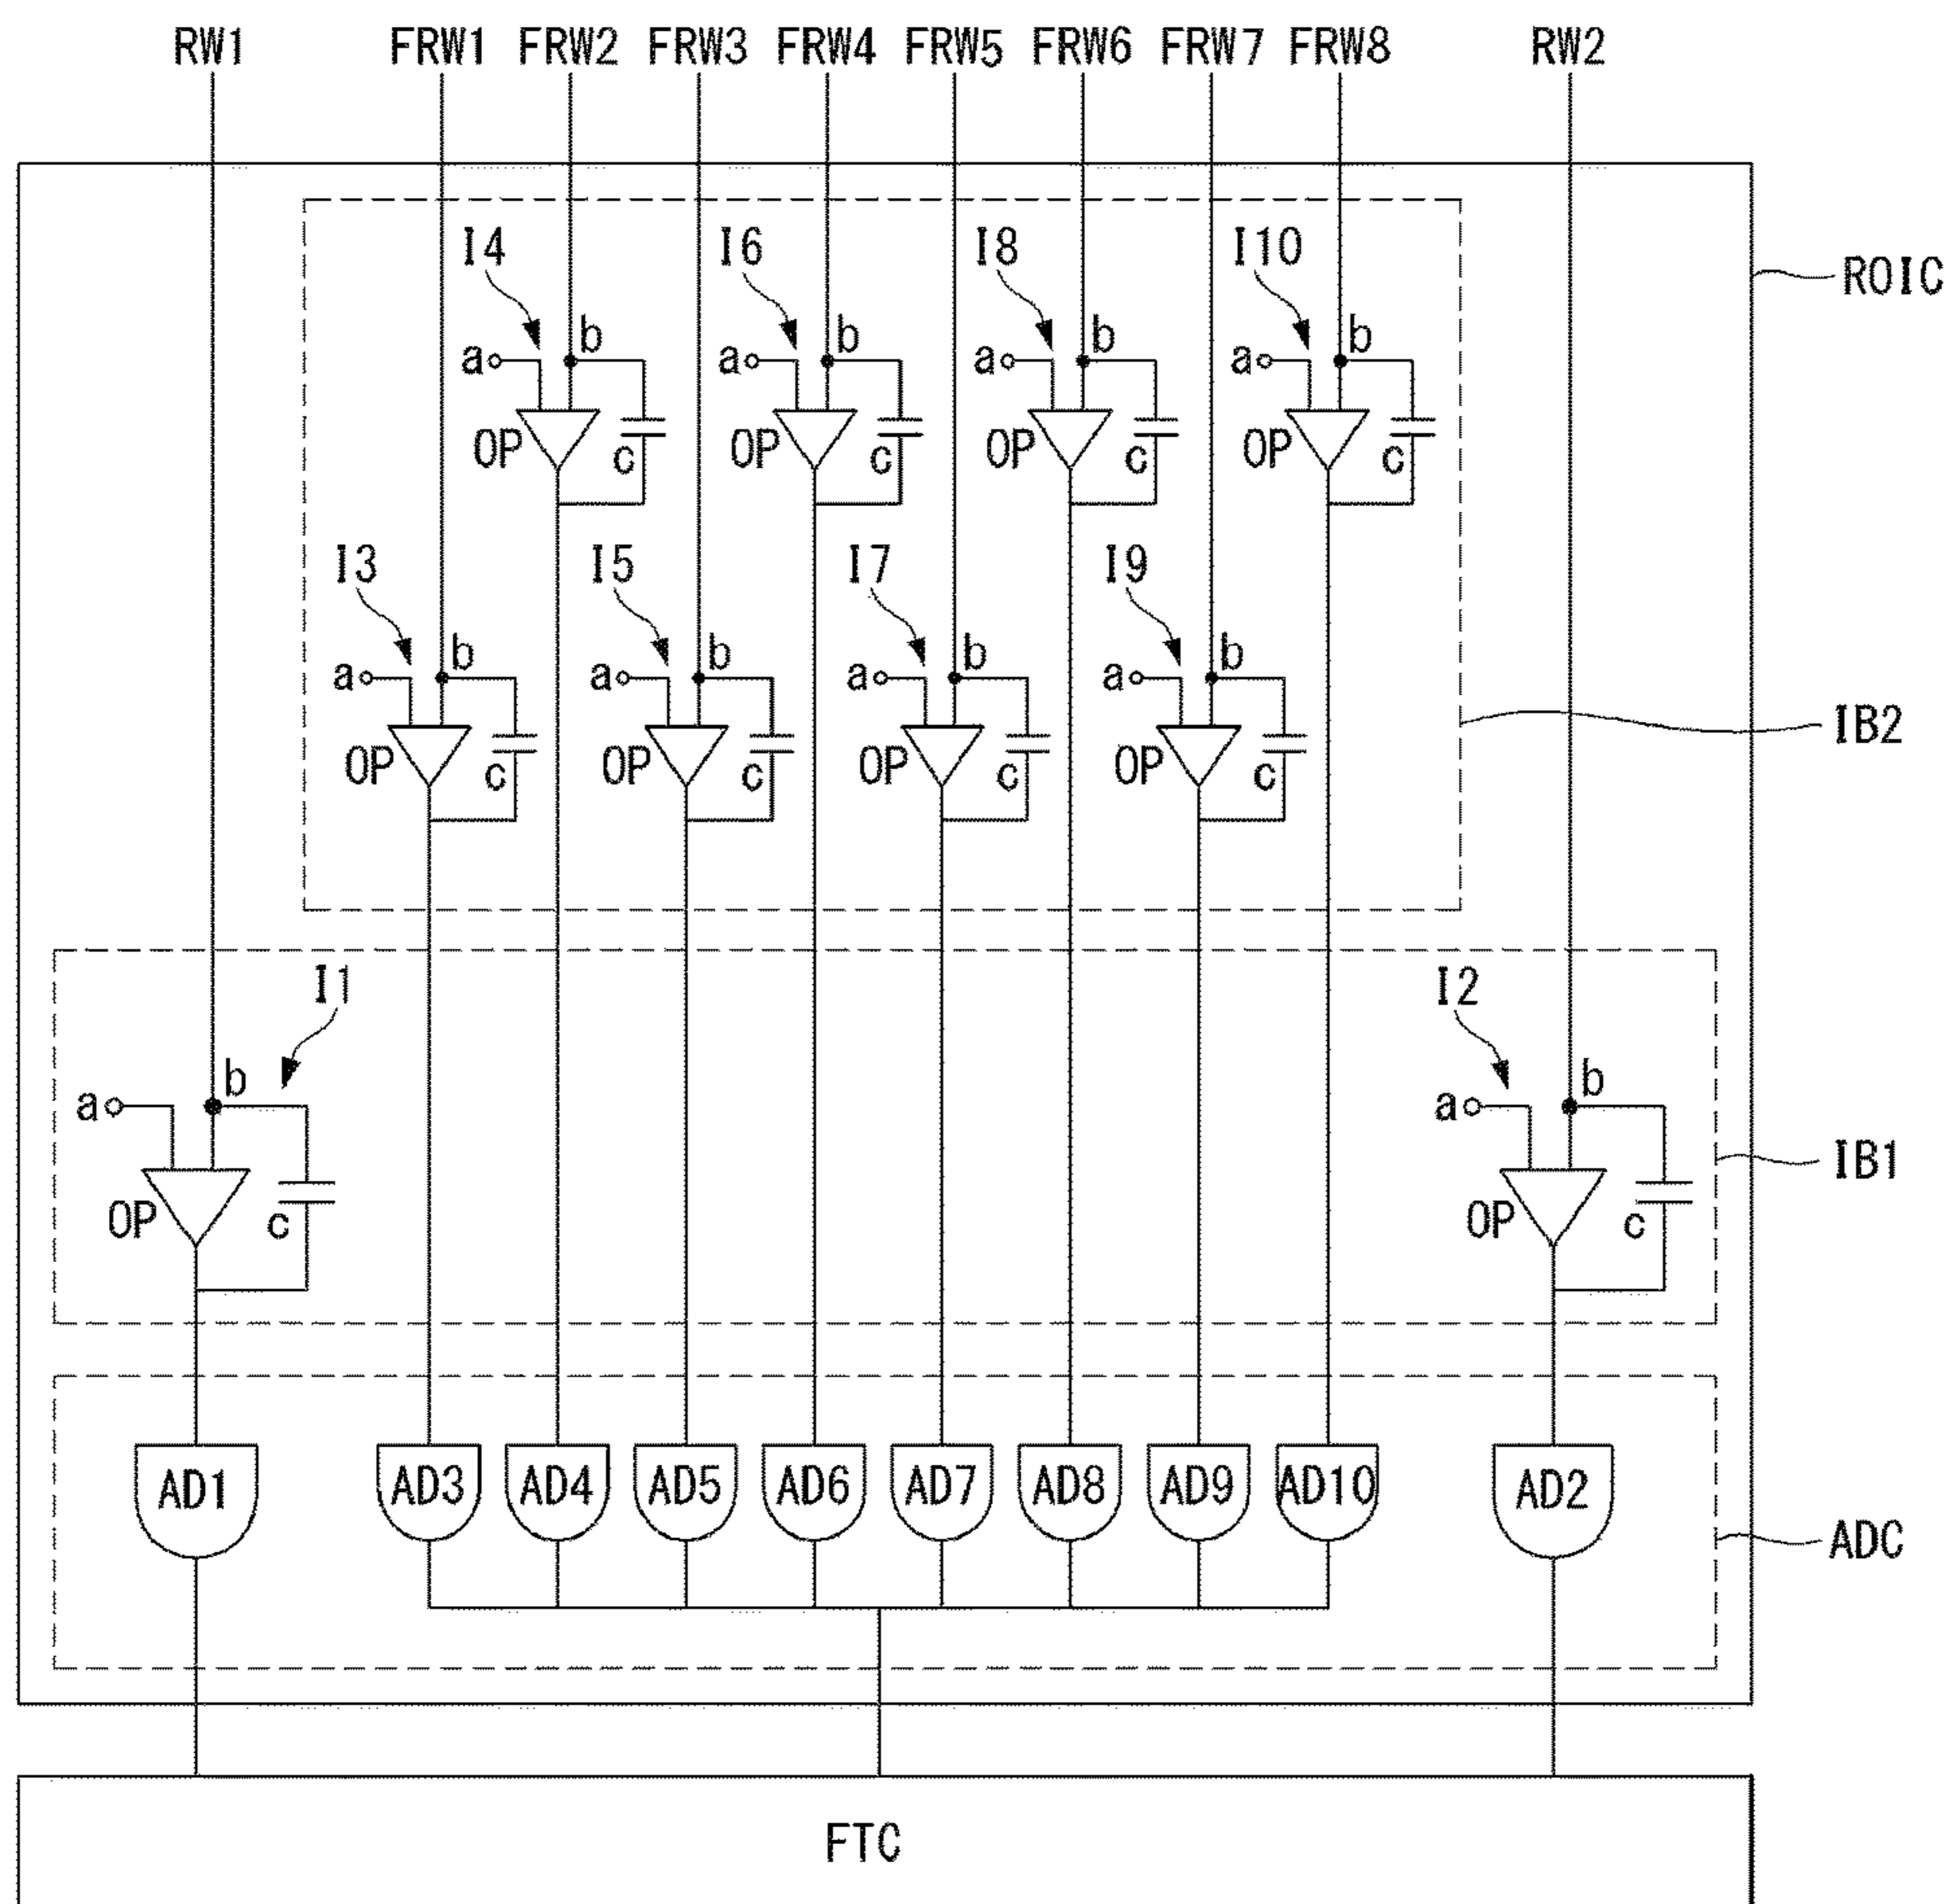 RW1 FRW1 FRW2 FRW3 FRW4 FRW5 FRW6 FRW7 FRW8 RW2
I4 I6 I8 I10
ROIC
a b a b a b a b
OP c OP c OP c OP c
I3 I5 I7 I9
a b a b a b a b
IB2
OP c OP c OP c OP c
I1 I2
a b a b
IB1
OP c OP c
AD1 AD3 AD4 AD5 AD6 AD7 AD8 AD9 AD10 AD2
ADC
FTC